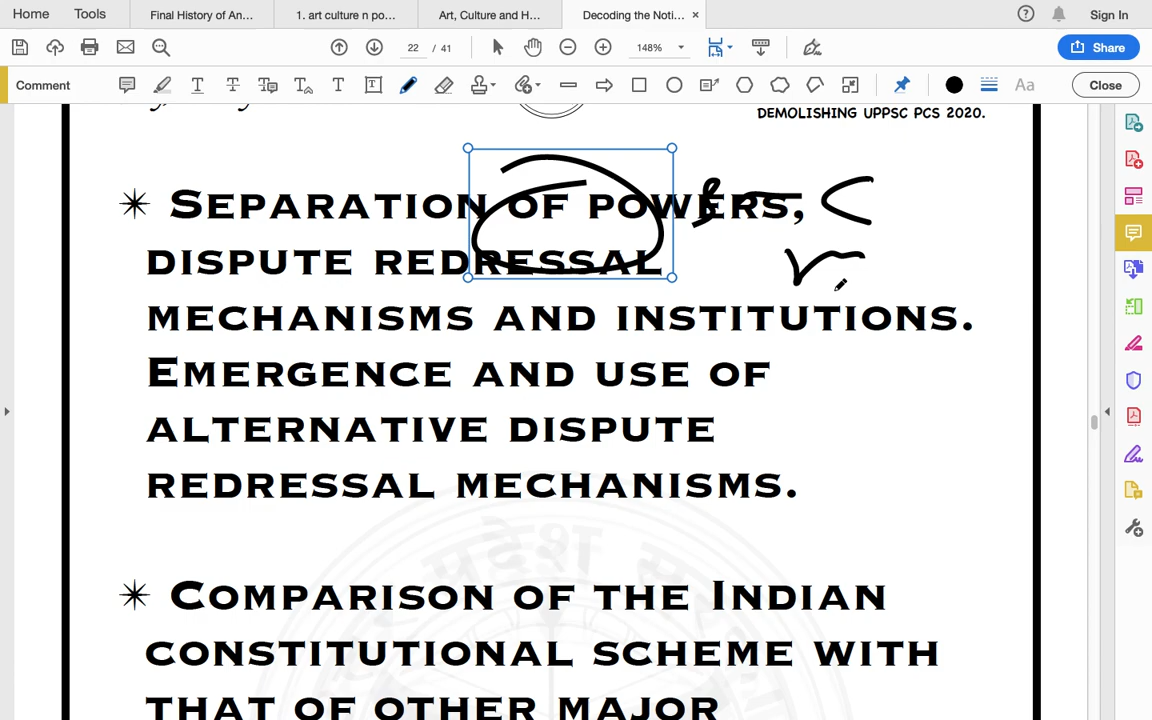 Home Tools Final History of An... 1. art culture n po... Art, Culture and H... Decoding the Noti... × Sign In
22 / 41 148% Share
Comment Aa Close
DEMOLISHING UPPSC PCS 2020.
✴ SEPARATION OF POWERS,
DISPUTE REDRESSAL
MECHANISMS AND INSTITUTIONS.
EMERGENCE AND USE OF
ALTERNATIVE DISPUTE
REDRESSAL MECHANISMS.
✴ COMPARISON OF THE INDIAN
CONSTITUTIONAL SCHEME WITH
THAT OF OTHER MAJOR